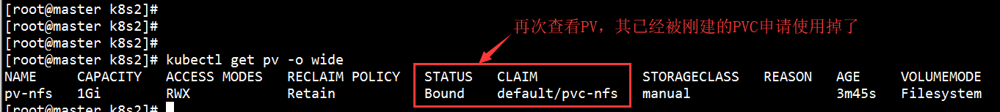 [root@master k8s2]#
[root@master k8s2]#
[root@master k8s2]#
再次查看PV，其已经被刚建的PVC申请使用掉了
[root@master k8s2]# kubectl get pv -o wide
NAME CAPACITY ACCESS MODES RECLAIM POLICY STATUS CLAIM STORAGECLASS REASON AGE VOLUMEMODE
pv-nfs 1Gi RWX Retain Bound default/pvc-nfs manual 3m45s Filesystem
[root@master k8s2]#